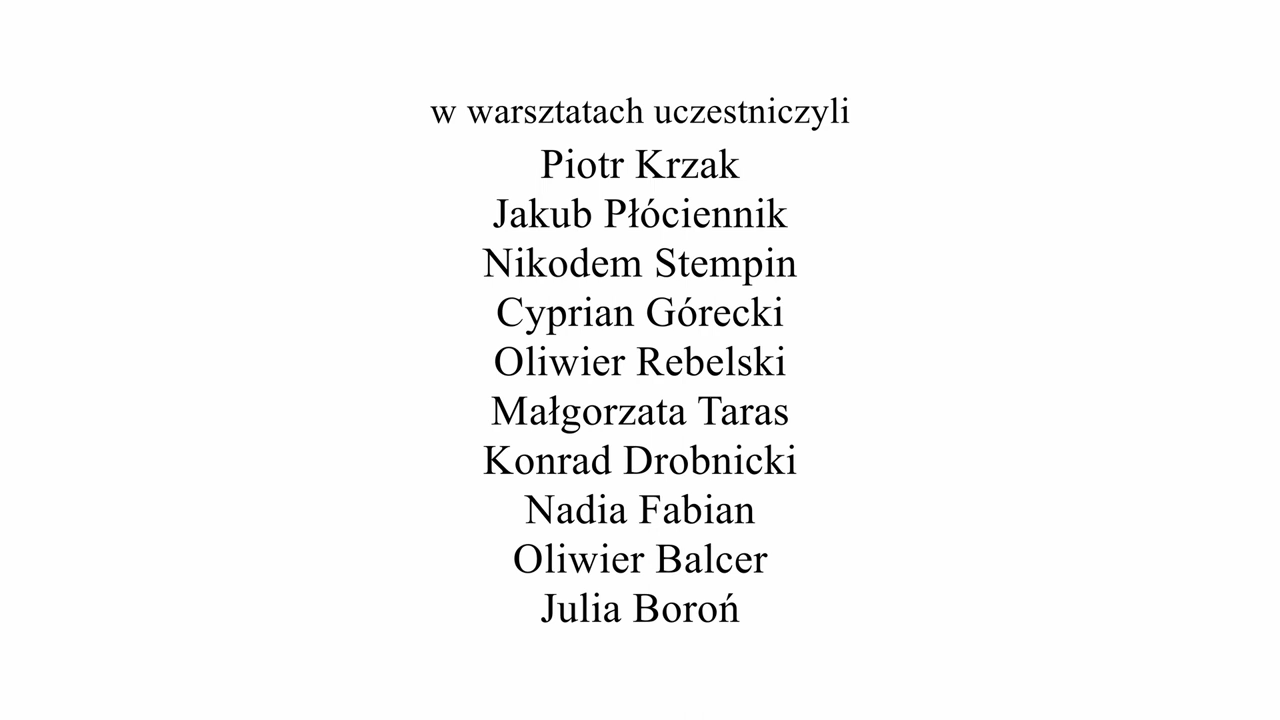 w warsztatach uczestniczyli
Piotr Krzak
Jakub Płóciennik
Nikodem Stempin
Cyprian Górecki
Oliwier Rebelski
Małgorzata Taras
Konrad Drobnicki
Nadia Fabian
Oliwier Balcer
Julia Boroń